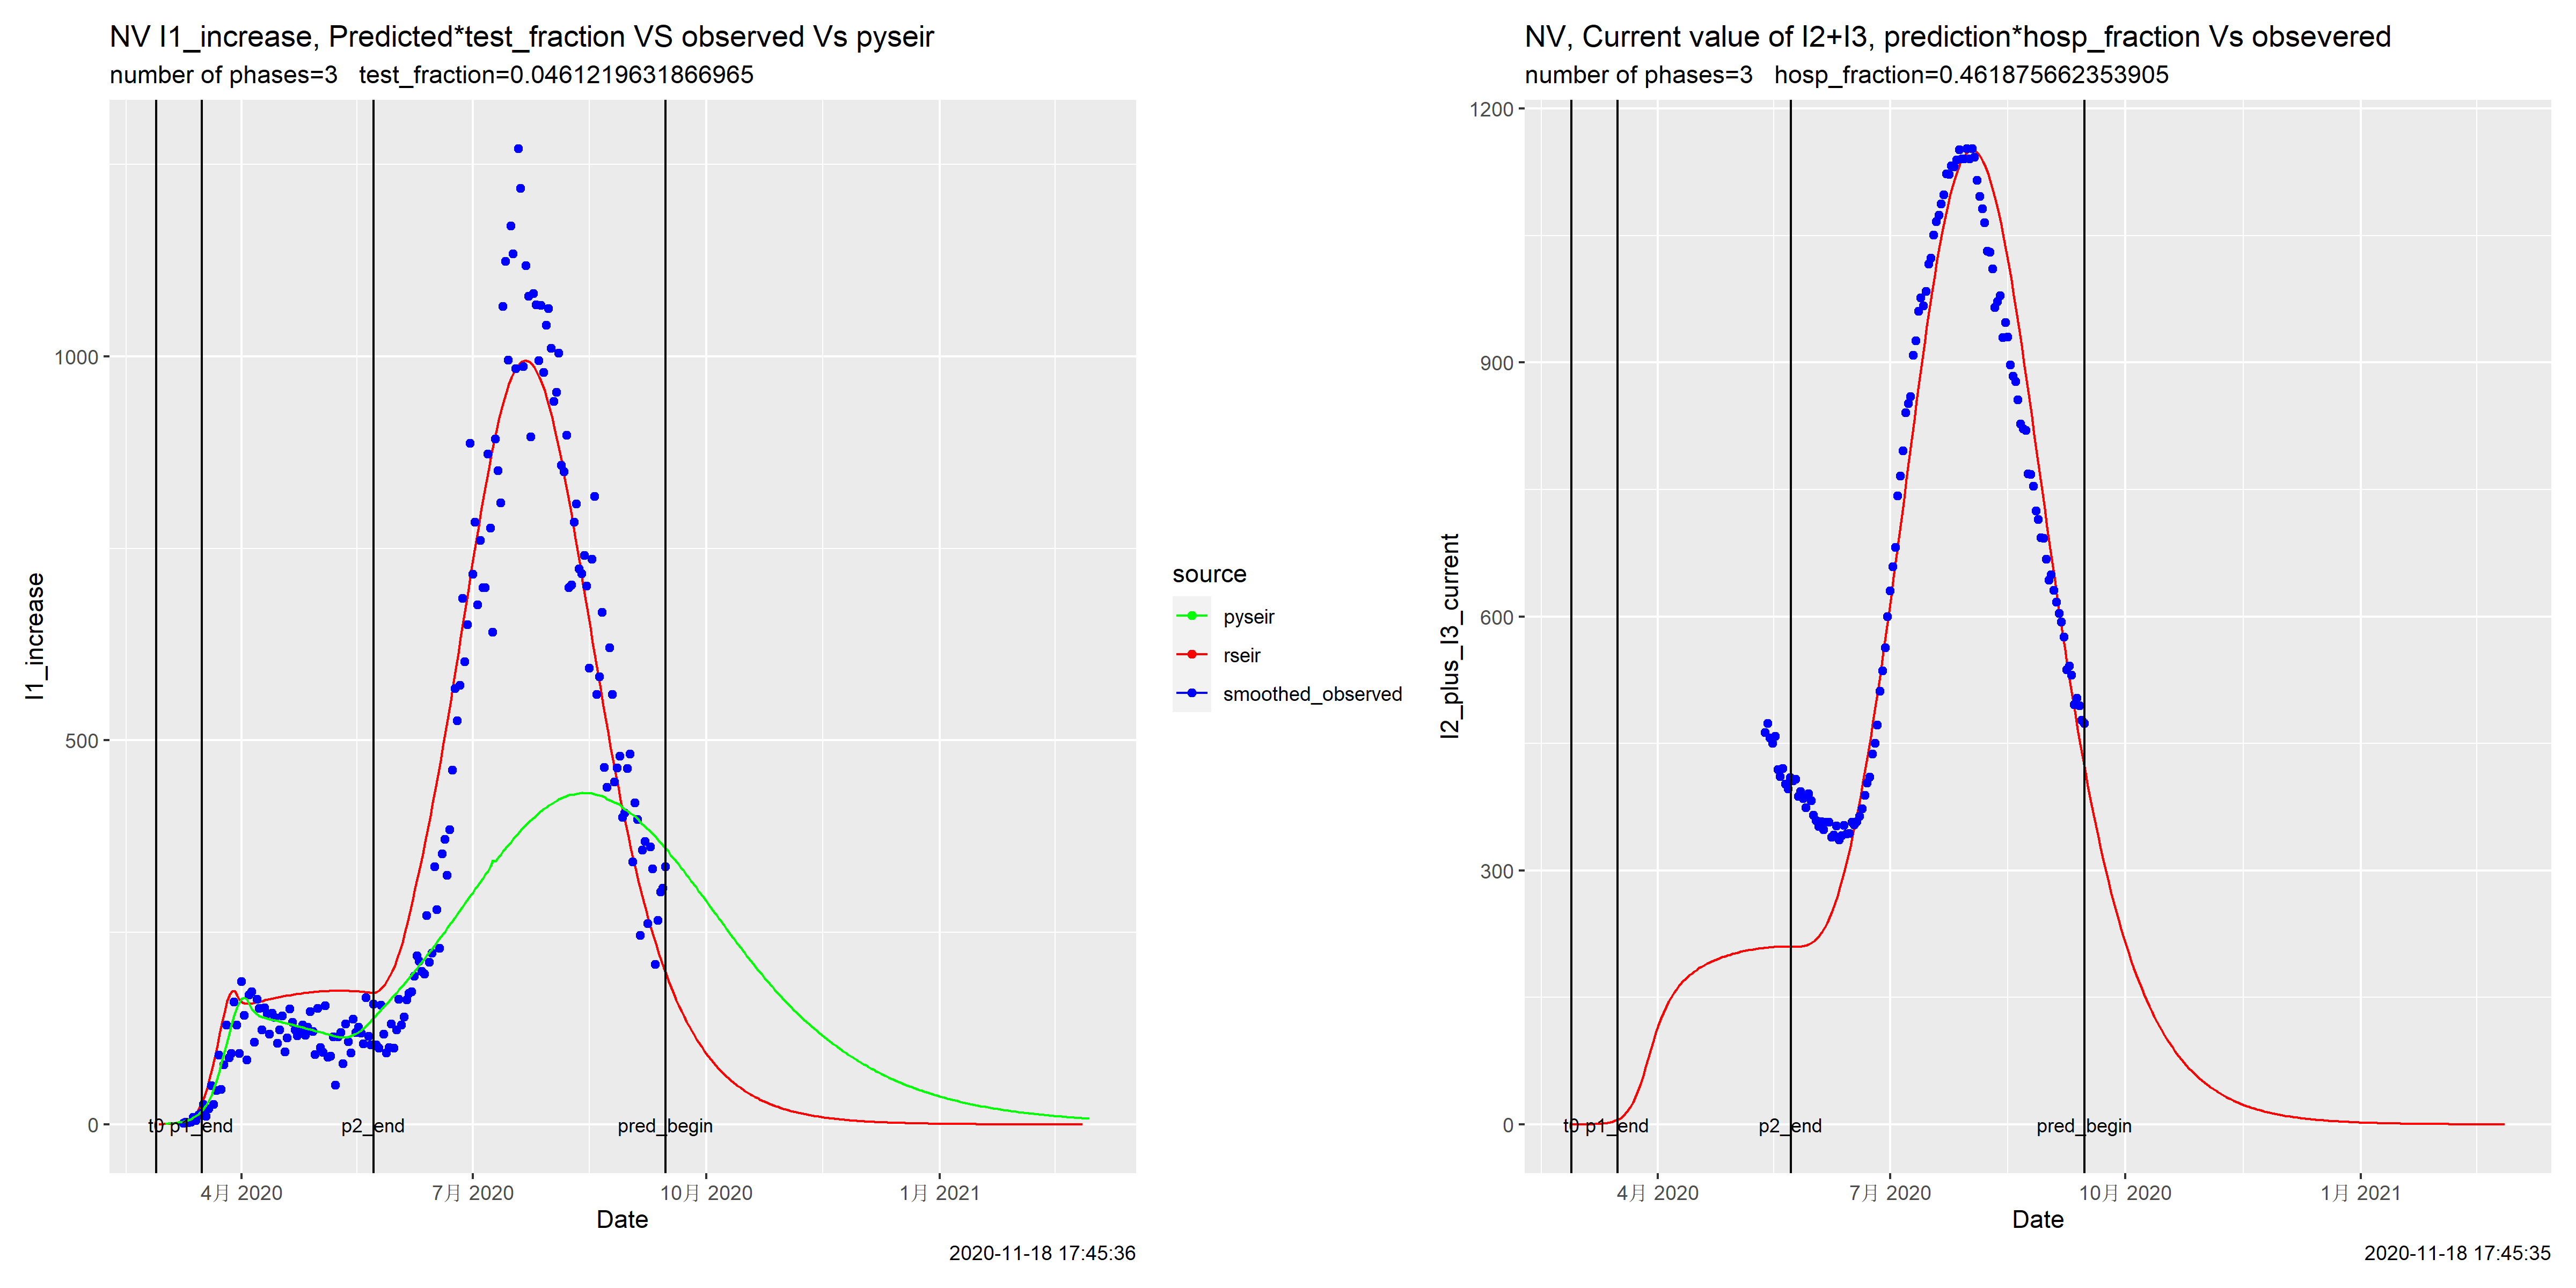 NV I1_increase, Predicted*test_fraction VS observed Vs pyseir
number of phases=3 test_fraction=0.0461219631866965
I1_increase
1000
500
0
t0 p1_end p2_end pred_begin
4月 2020 7月 2020 10月 2020 1月 2021
Date
2020-11-18 17:45:36
source
pyseir
rseir
smoothed_observed
NV, Current value of I2+I3, prediction*hosp_fraction Vs obsevered
number of phases=3 hosp_fraction=0.461875662353905
I2_plus_I3_current
1200
900
600
300
0
t0 p1_end p2_end pred_begin
4月 2020 7月 2020 10月 2020 1月 2021
Date
2020-11-18 17:45:35